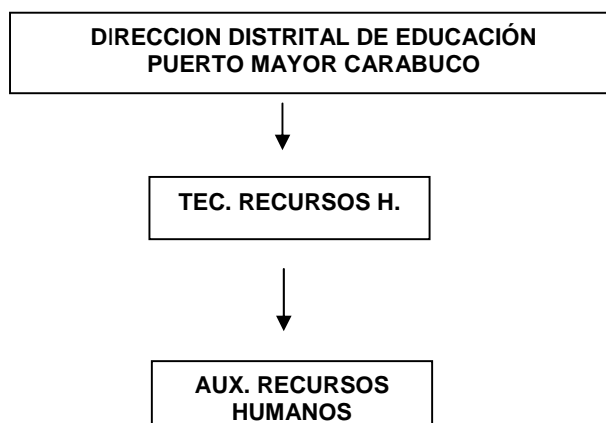 DIRECCION DISTRITAL DE EDUCACIÓN
PUERTO MAYOR CARABUCO
TEC. RECURSOS H.
AUX. RECURSOS
HUMANOS